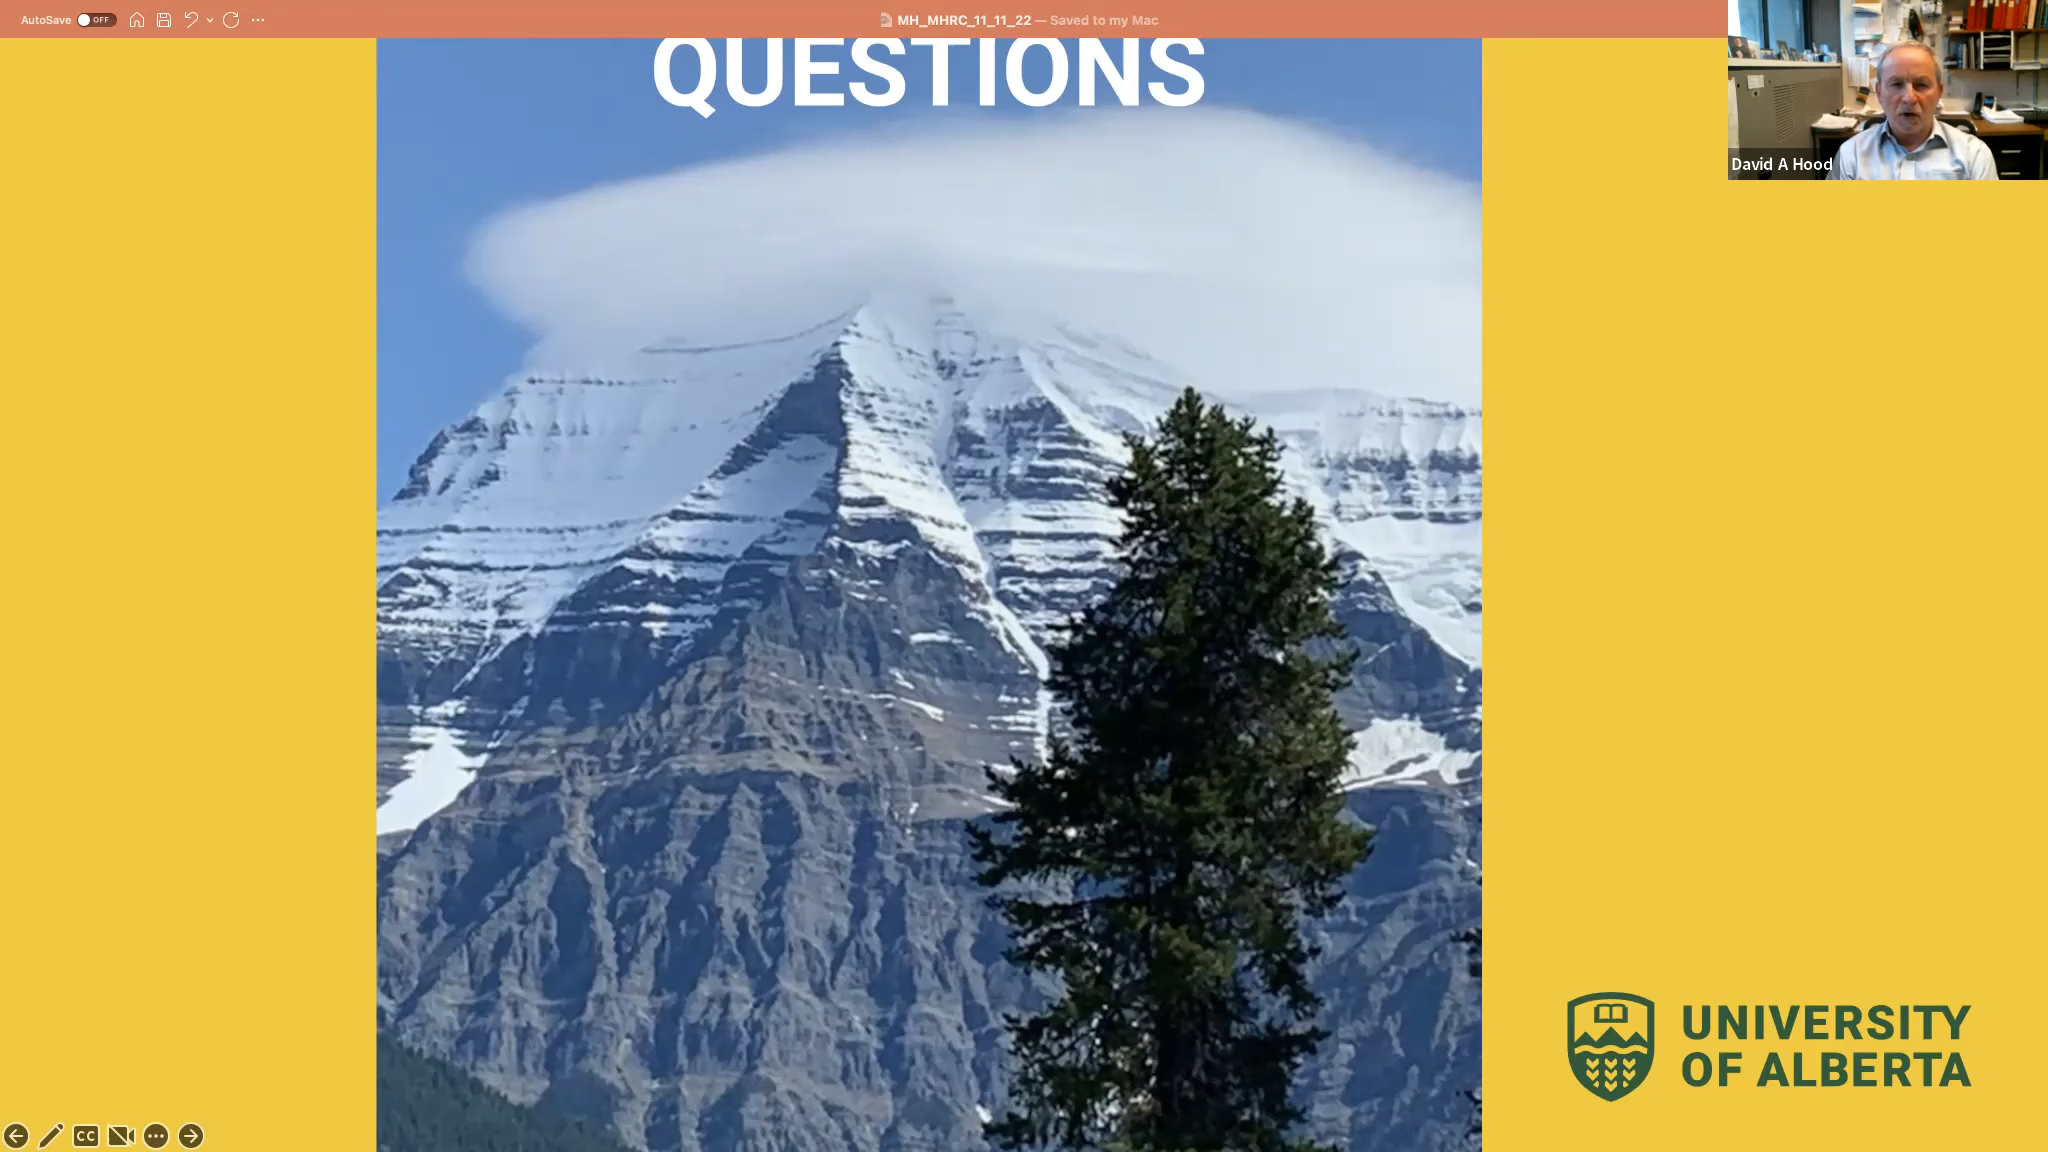 AutoSave OFF
MH_MHRC_11_11_22 — Saved to my Mac
QUESTIONS
David A Hood
CC
UNIVERSITY
OF ALBERTA